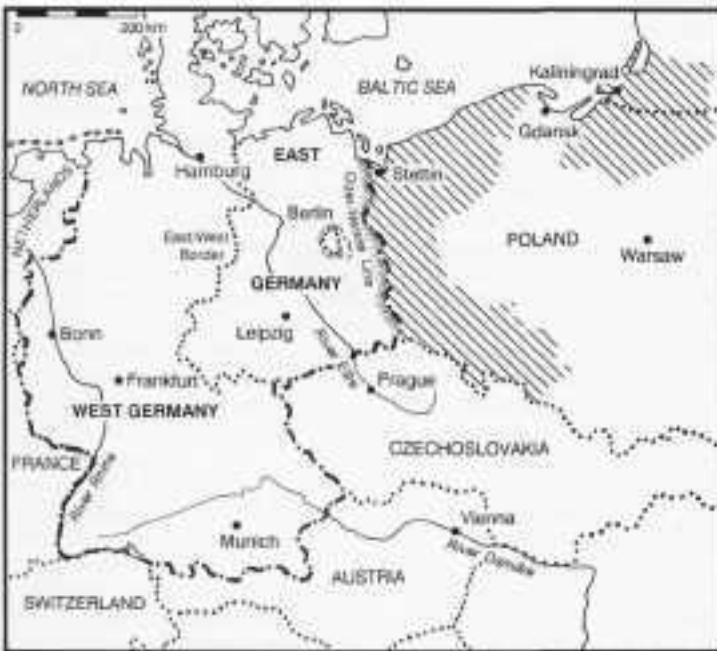 0 200 km
NORTH SEA
BALTIC SEA
Kaliningrad
Gdansk
EAST
Hamburg
Stettin
NETHERLANDS
Berlin
Oder-Neisse Line
East/West
Border
POLAND
Warsaw
GERMANY
Leipzig
Bonn
River Elbe
Frankfurt
Prague
WEST GERMANY
CZECHOSLOVAKIA
FRANCE
River Rhine
Vienna
Munich
River Danube
AUSTRIA
SWITZERLAND